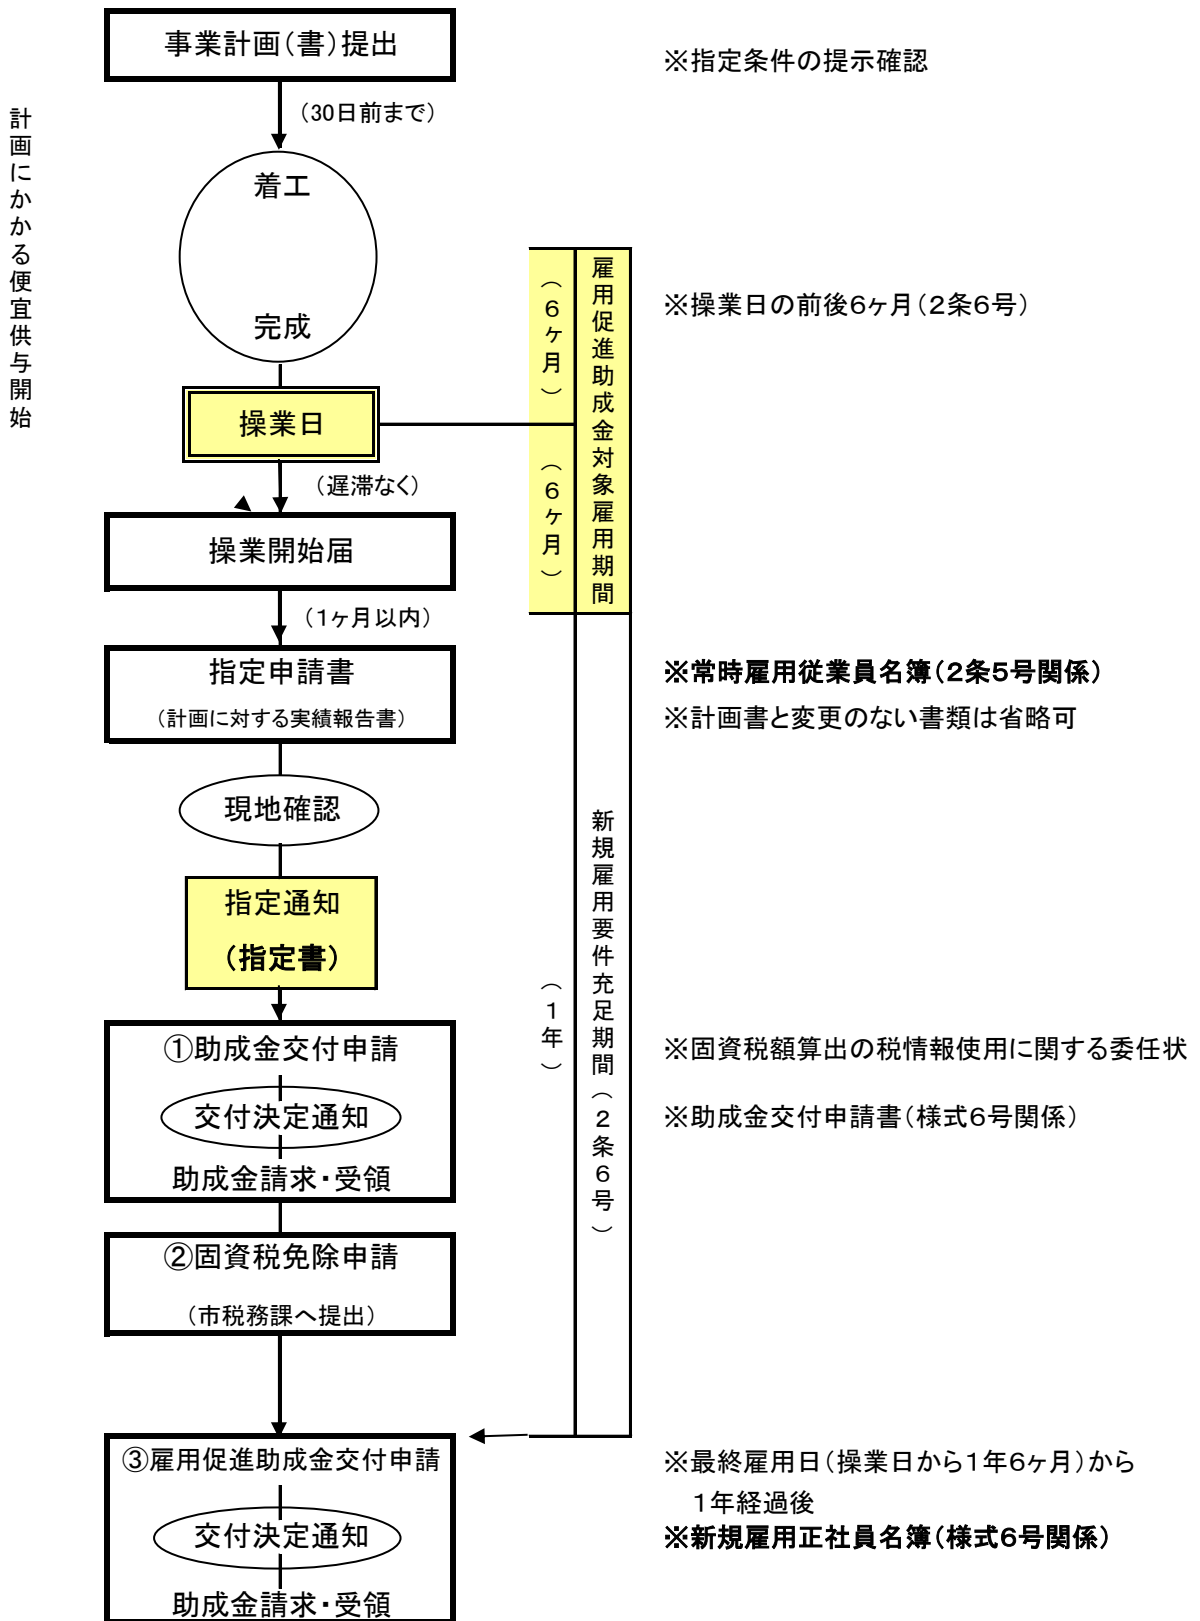 事業計画（書）提出
※指定条件の提示確認
（30日前まで）
計画にかかる便宜供与開始
着工
完成
雇用促進助成金対象雇用期間
（６ヶ月）
（６ヶ月）
※操業日の前後6ヶ月（２条６号）
操業日
（遅滞なく）
操業開始届
（１ヶ月以内）
指定申請書
（計画に対する実績報告書）
※常時雇用従業員名簿（２条５号関係）
※計画書と変更のない書類は省略可
現地確認
新規雇用要件充足期間（２条６号）
（１年）
指定通知
（指定書）
①助成金交付申請
交付決定通知
助成金請求・受領
※固資税額算出の税情報使用に関する委任状
※助成金交付申請書（様式６号関係）
②固資税免除申請
（市税務課へ提出）
③雇用促進助成金交付申請
交付決定通知
助成金請求・受領
※最終雇用日（操業日から１年６ヶ月）から
１年経過後
※新規雇用正社員名簿（様式６号関係）